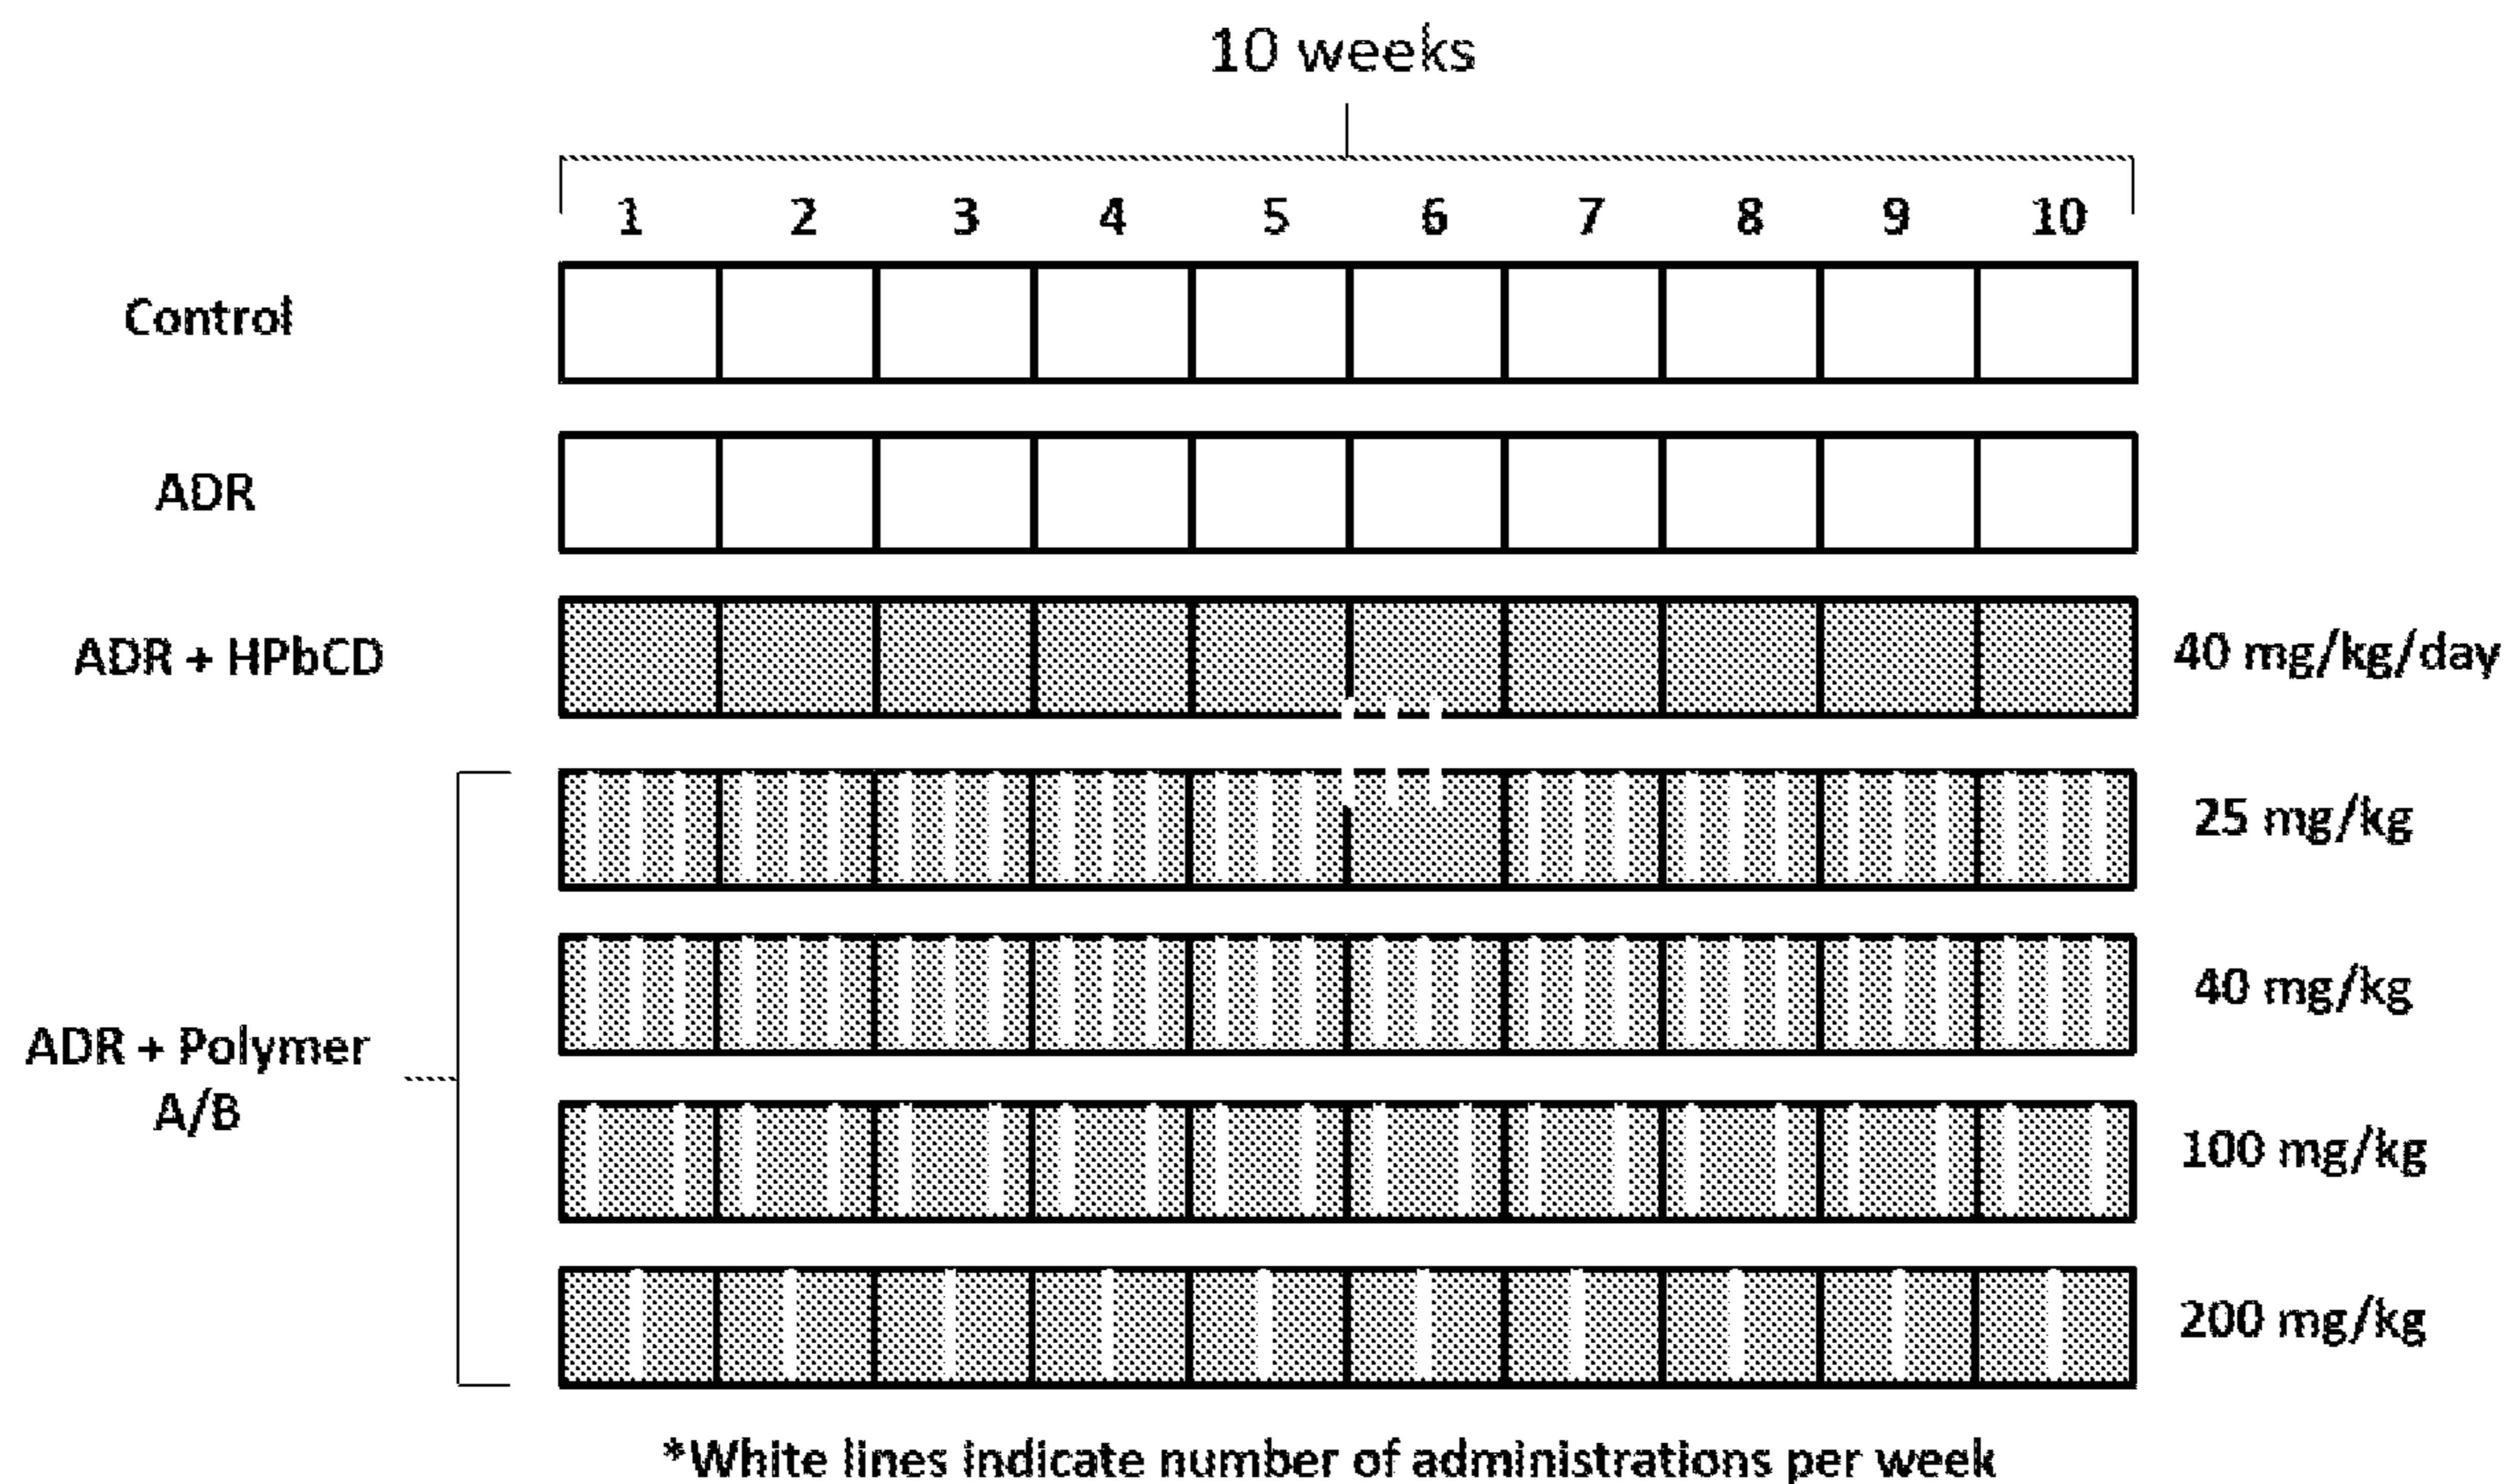 10 weeks
1 2 3 4 5 6 7 8 9 10
Control
ADR
ADR + HPbCD 40 mg/kg/day
25 mg/kg
40 mg/kg
ADR + Polymer
A/B
100 mg/kg
200 mg/kg
*White lines indicate number of administrations per week